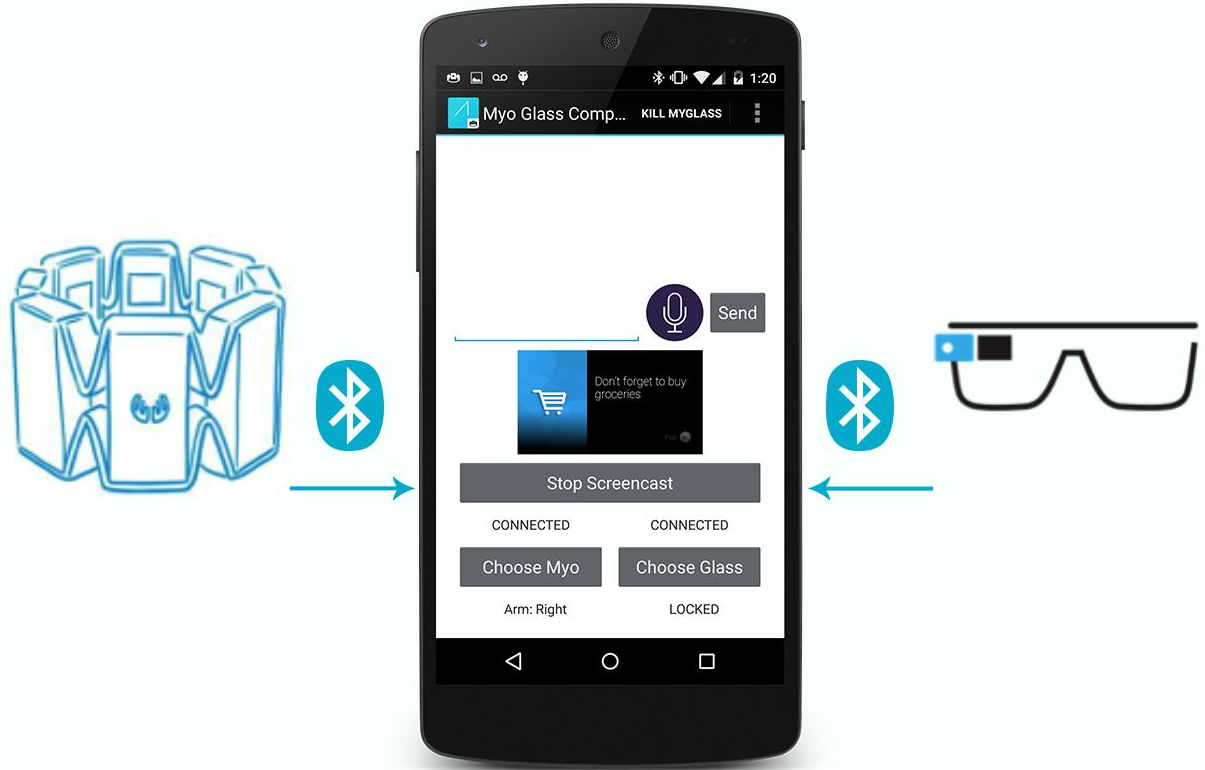 1:20
Myo Glass Comp...
KILL MYGLASS
Send
Don't forget to buy
groceries
Stop Screencast
CONNECTED
CONNECTED
Choose Myo
Choose Glass
Arm: Right
LOCKED